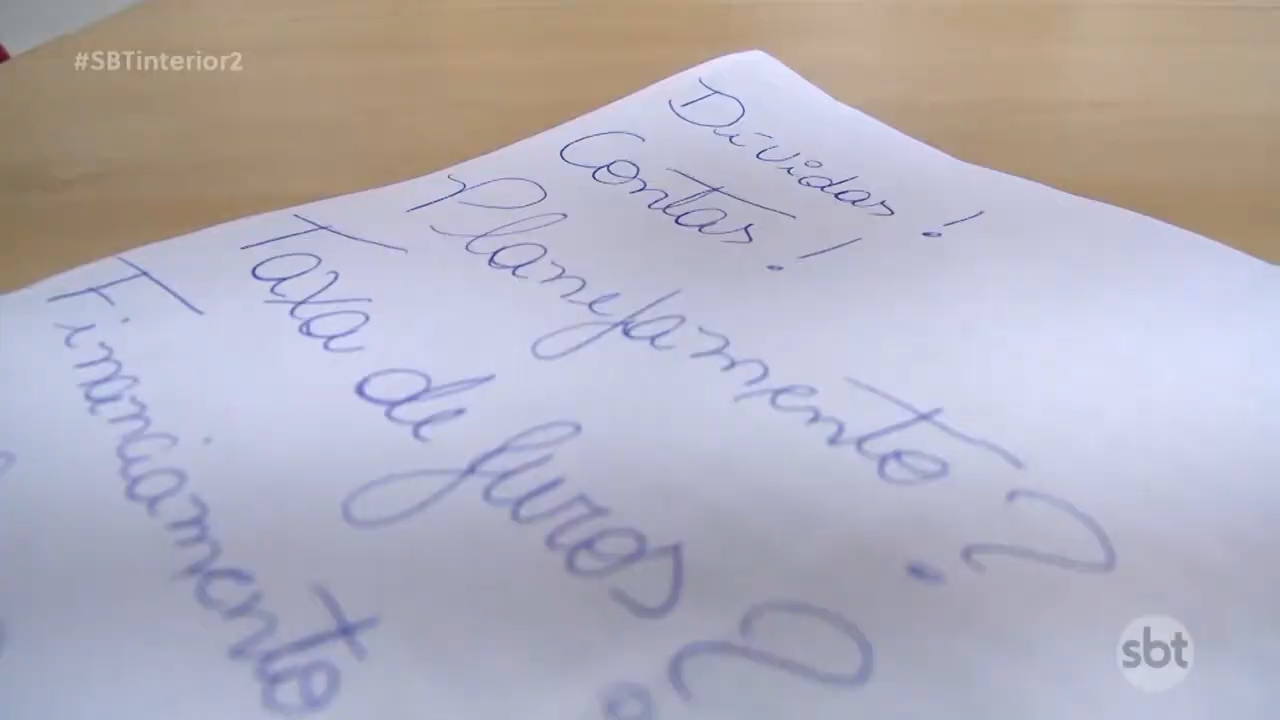 #SBTinterior2
Dívidas!
Contas!
Planejamento?
Taxa de juros?
Financiamento
sbt